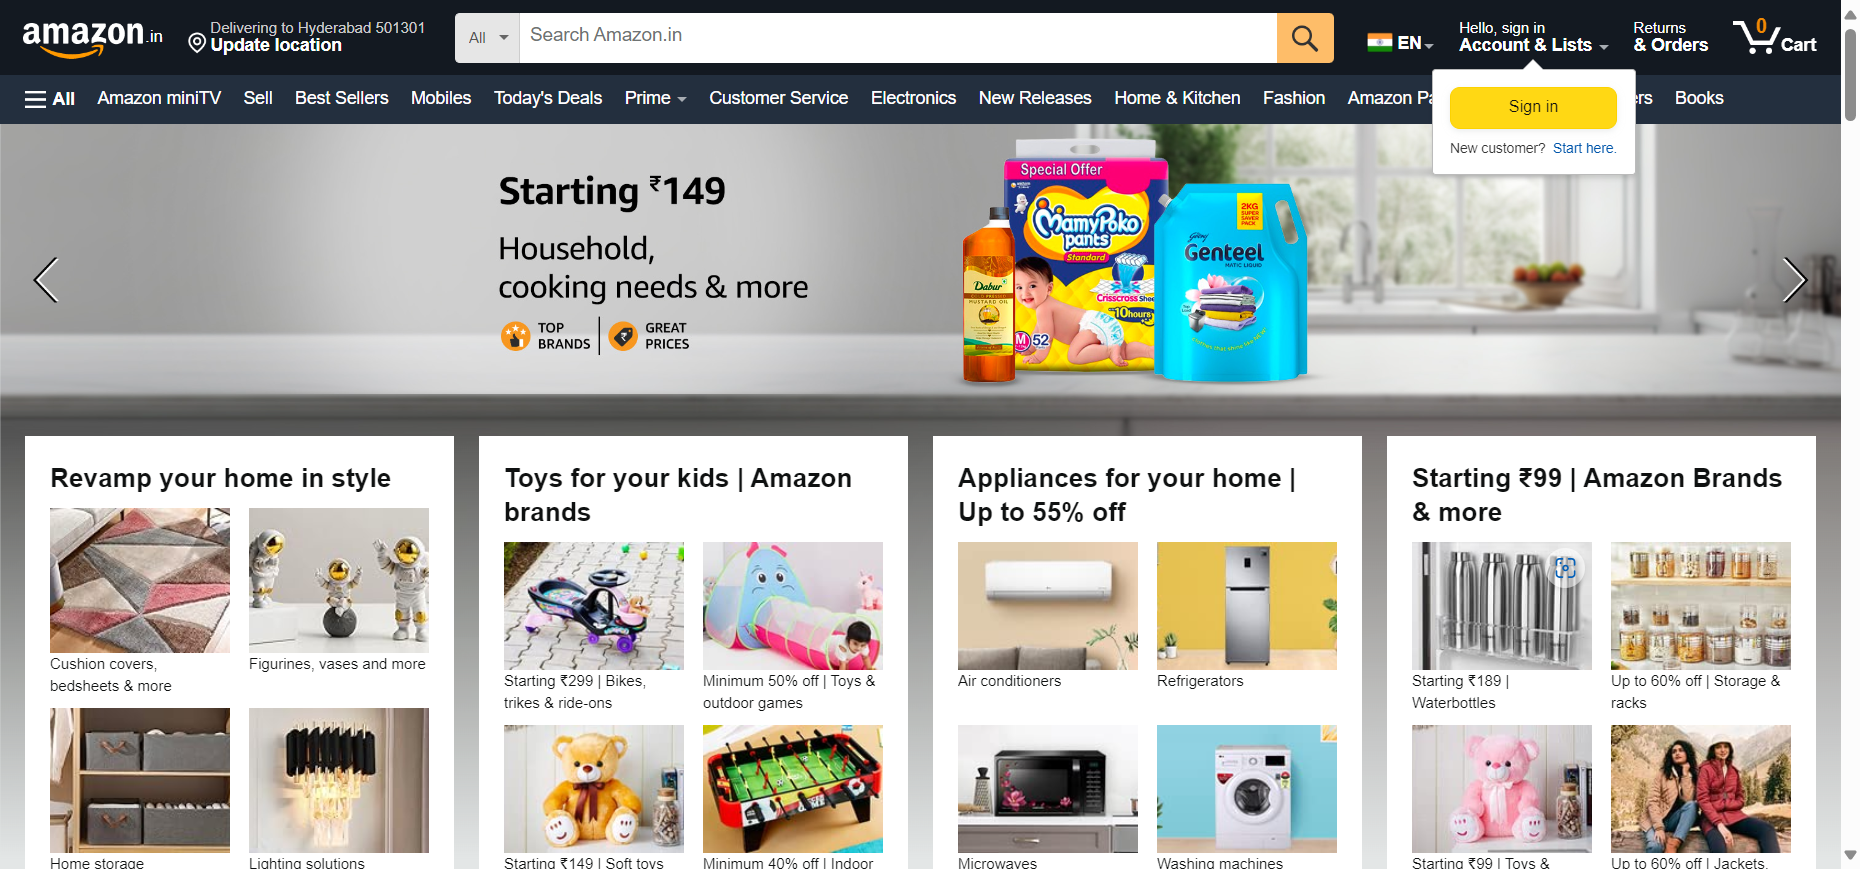 amazon.in
Delivering to Hyderabad 501301
Update location
All
Search Amazon.in
EN
Hello, sign in
Account & Lists
Returns
& Orders
0
Cart
All
Amazon miniTV
Sell
Best Sellers
Mobiles
Today's Deals
Prime
Customer Service
Electronics
New Releases
Home & Kitchen
Fashion
Amazon
Books
Sign in
New customer? Start here.
Starting ₹149
Household,
cooking needs & more
TOP
BRANDS
GREAT
PRICES
Special Offer
MamyPoko
pants
Standard
Crisscross
10hours
M 52
Dabur
MUSTARD OIL
2KG
SUPER
SAVER
PACK
Godrej
Genteel
MATIC LIQUID
Revamp your home in style
Cushion covers,
bedsheets & more
Figurines, vases and more
Home storage
Lighting solutions
Toys for your kids | Amazon
brands
Starting ₹299 | Bikes,
trikes & ride-ons
Minimum 50% off | Toys &
outdoor games
Starting ₹149 | Soft toys
Minimum 40% off | Indoor
Appliances for your home |
Up to 55% off
Air conditioners
Refrigerators
Microwaves
Washing machines
Starting ₹99 | Amazon Brands
& more
Starting ₹189 |
Waterbottles
Up to 60% off | Storage &
racks
Starting ₹99 | Toys &
Up to 60% off | Jackets,